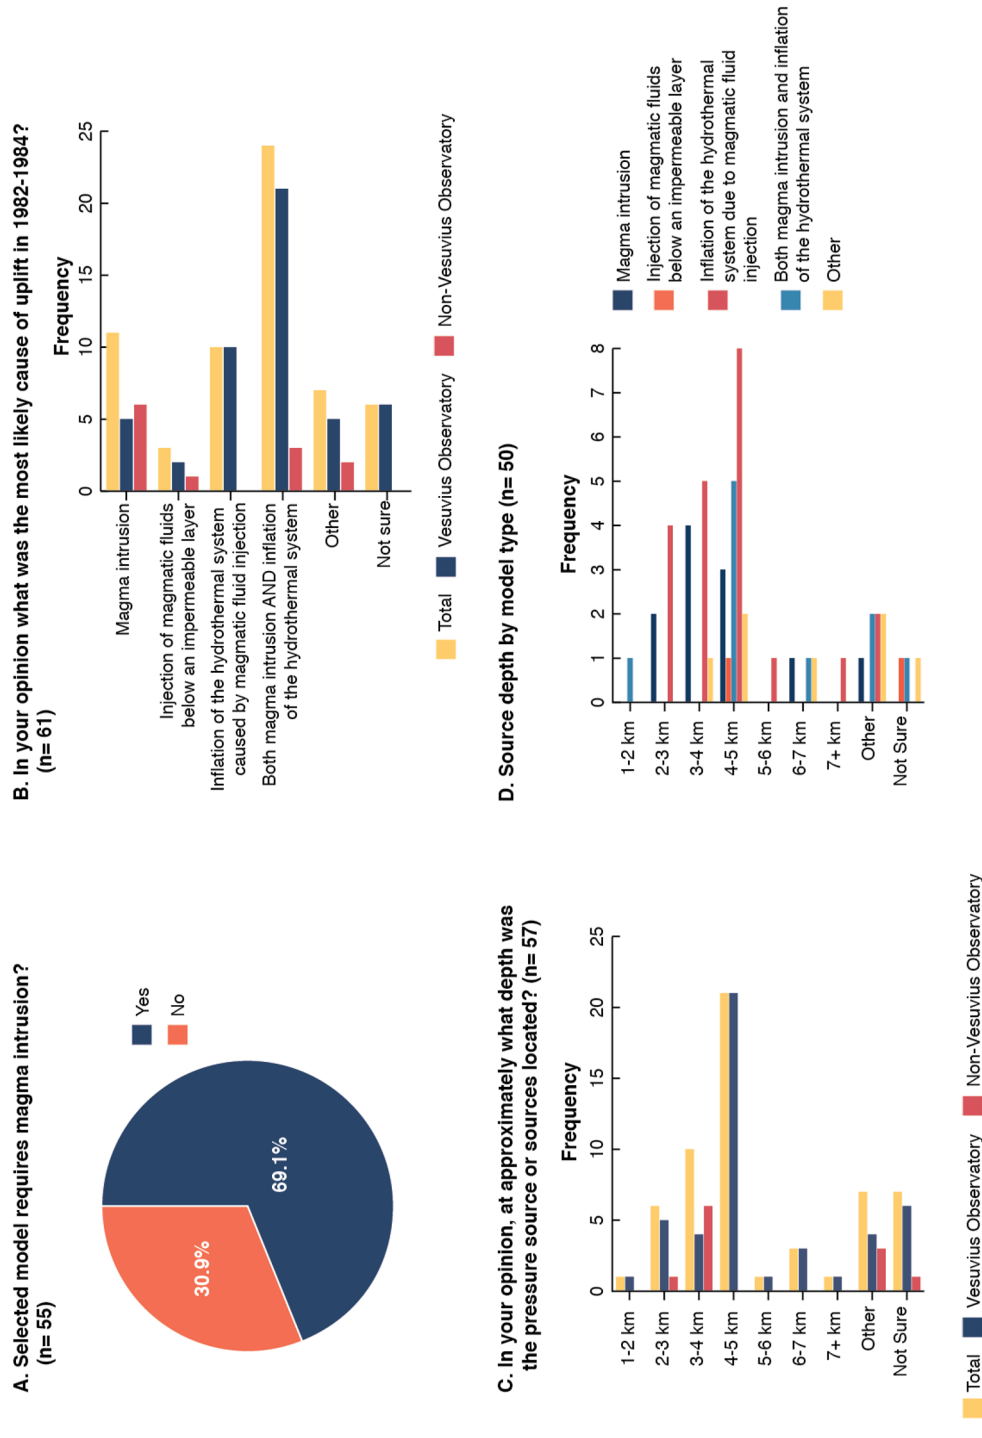 A. Selected model requires magma intrusion?
(n= 55)
Yes
No
30.9%
69.1%
B. In your opinion what was the most likely cause of uplift in 1982-1984?
(n= 61)
Frequency
0 5 10 15 20 25
Magma intrusion
Injection of magmatic fluids
below an impermeable layer
Inflation of the hydrothermal system
caused by magmatic fluid injection
Both magma intrusion AND inflation
of the hydrothermal system
Other
Not sure
Total Vesuvius Observatory Non-Vesuvius Observatory
C. In your opinion, at approximately what depth was
the pressure source or sources located? (n= 57)
Frequency
0 5 10 15 20 25
1-2 km
2-3 km
3-4 km
4-5 km
5-6 km
6-7 km
7+ km
Other
Not Sure
Total Vesuvius Observatory Non-Vesuvius Observatory
D. Source depth by model type (n= 50)
Frequency
0 1 2 3 4 5 6 7 8
1-2 km
2-3 km
3-4 km
4-5 km
5-6 km
6-7 km
7+ km
Other
Not Sure
Magma intrusion
Injection of magmatic fluids
below an impermeable layer
Inflation of the hydrothermal
system due to magmatic fluid
injection
Both magma intrusion and inflation
of the hydrothermal system
Other